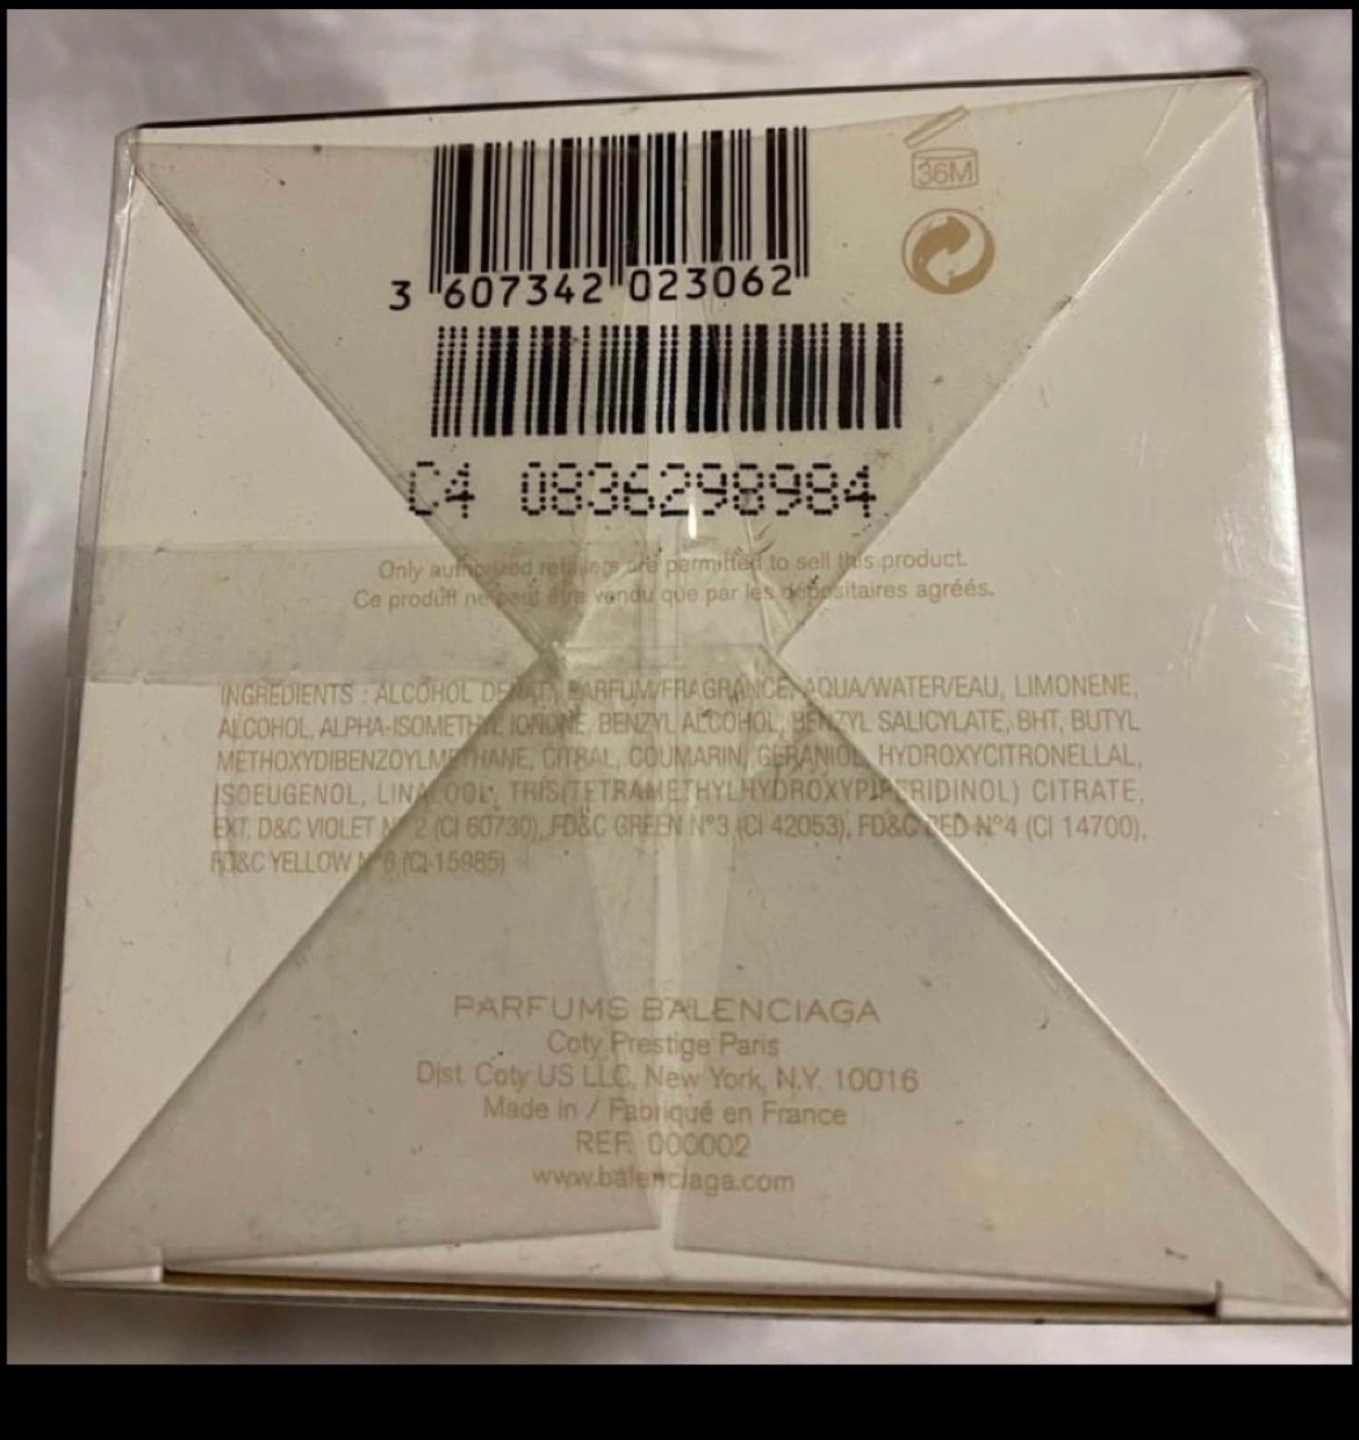 36M
3 607342 023062
C4 0836298984
Only authorized retailers are permitted to sell this product.
Ce produit ne peut être vendu que par les dépositaires agréés.
INGREDIENTS : ALCOHOL DENAT., PARFUM/FRAGRANCE, AQUA/WATER/EAU, LIMONENE,
ALCOHOL, ALPHA-ISOMETHYL IONONE, BENZYL ALCOHOL, BENZYL SALICYLATE, BHT, BUTYL
METHOXYDIBENZOYLMETHANE, CITRAL, COUMARIN, GERANIOL, HYDROXYCITRONELLAL,
ISOEUGENOL, LINALOOL, TRIS(TETRAMETHYLHYDROXYPIPERIDINOL) CITRATE,
EXT. D&C VIOLET N°2 (CI 60730), FD&C GREEN N°3 (CI 42053), FD&C RED N°4 (CI 14700),
FD&C YELLOW N°6 (CI 15985)
PARFUMS BALENCIAGA
Coty Prestige Paris
Dist. Coty US LLC, New York, N.Y. 10016
Made in / Fabriqué en France
REF. 000002
www.balenciaga.com